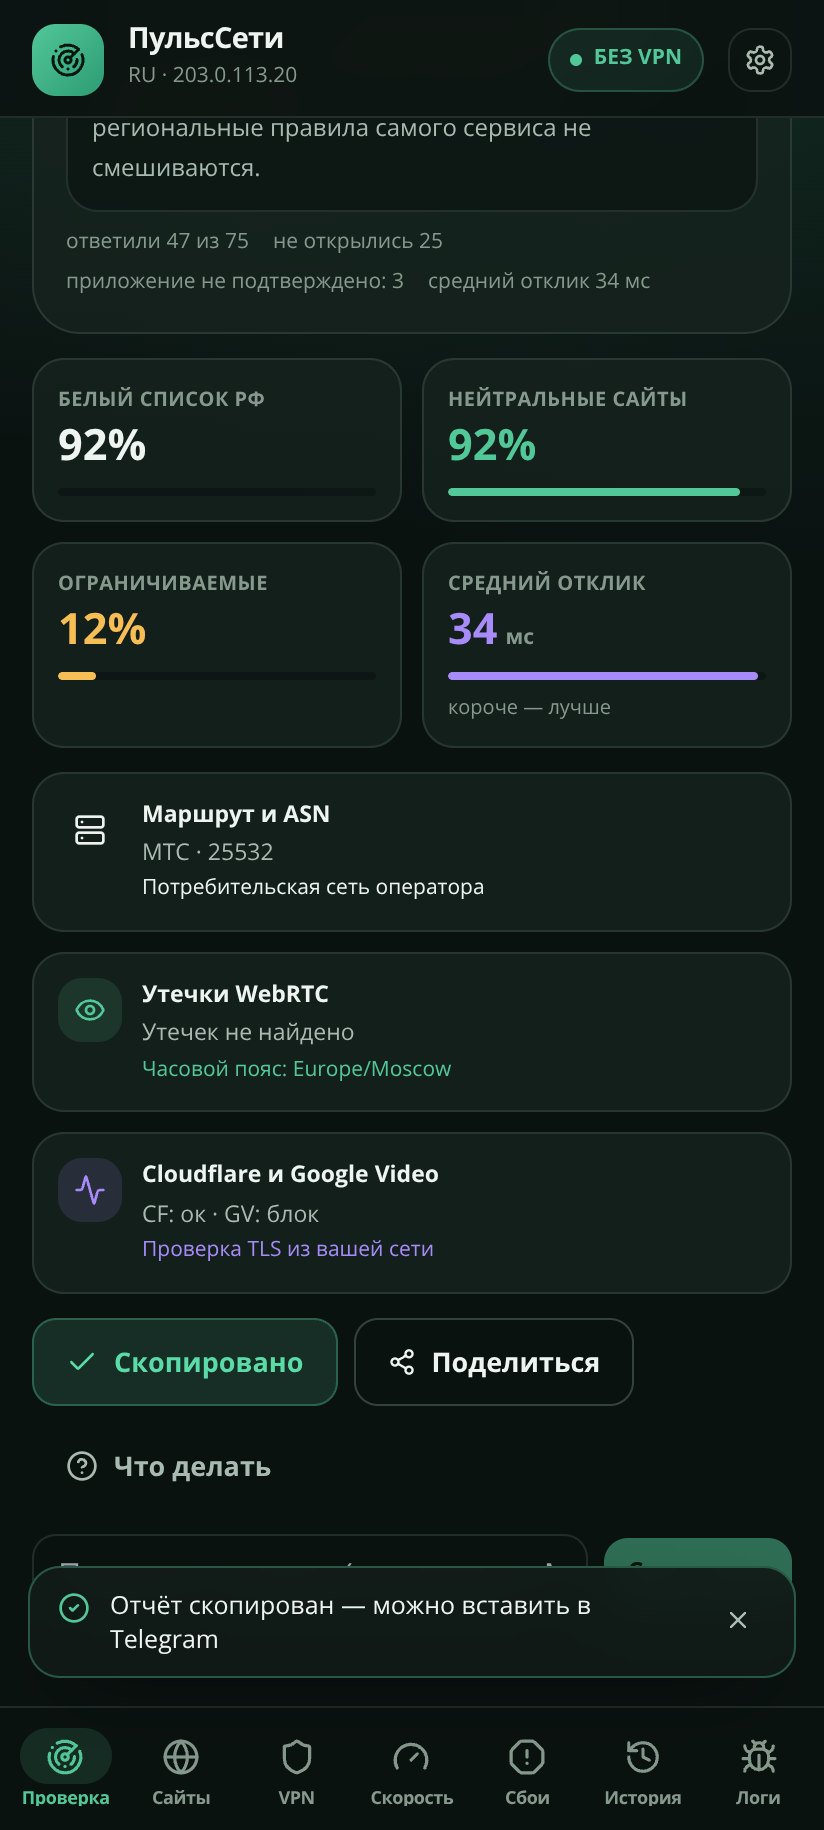 ПульсСети
RU · 203.0.113.20
БЕЗ VPN
региональные правила самого сервиса не
смешиваются.
ответили 47 из 75 не открылись 25
приложение не подтверждено: 3 средний отклик 34 мс
БЕЛЫЙ СПИСОК РФ
92%
НЕЙТРАЛЬНЫЕ САЙТЫ
92%
ОГРАНИЧИВАЕМЫЕ
12%
СРЕДНИЙ ОТКЛИК
34 мс
короче — лучше
Маршрут и ASN
МТС · 25532
Потребительская сеть оператора
Утечки WebRTC
Утечек не найдено
Часовой пояс: Europe/Moscow
Cloudflare и Google Video
CF: ок · GV: блок
Проверка TLS из вашей сети
Скопировано
Поделиться
Что делать
Отчёт скопирован — можно вставить в
Telegram
Проверка
Сайты
VPN
Скорость
Сбои
История
Логи